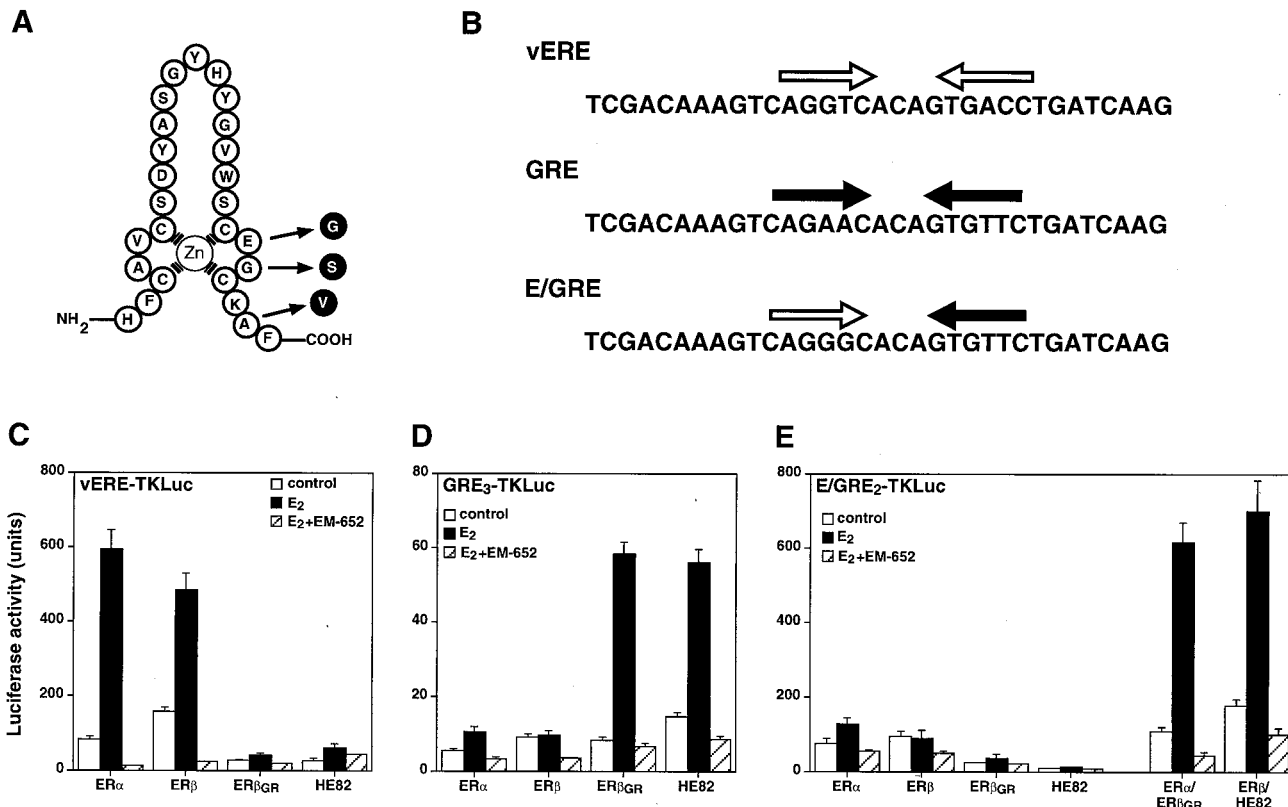 A
Y
G H
S Y
A G
Y V
D W
S S
V C C E G
Zn
A C C G S
F K V
NH2 H A
F COOH
B
vERE
TCGACAAAGTCAGGTCACAGTGACCTGATCAAG
GRE
TCGACAAAGTCAGAACACAGTGTTCTGATCAAG
E/GRE
TCGACAAAGTCAGGGCACAGTGTTCTGATCAAG
C
Luciferase activity (units)
800
600
400
200
0
vERE-TKLuc
control
E2
E2+EM-652
ERα ERβ ERβGR HE82
D
80
60
40
20
0
GRE3-TKLuc
control
E2
E2+EM-652
ERα ERβ ERβGR HE82
E
800
600
400
200
0
E/GRE2-TKLuc
control
E2
E2+EM-652
ERα ERβ ERβGR HE82 ERα/ ERβ/
ERβGR HE82